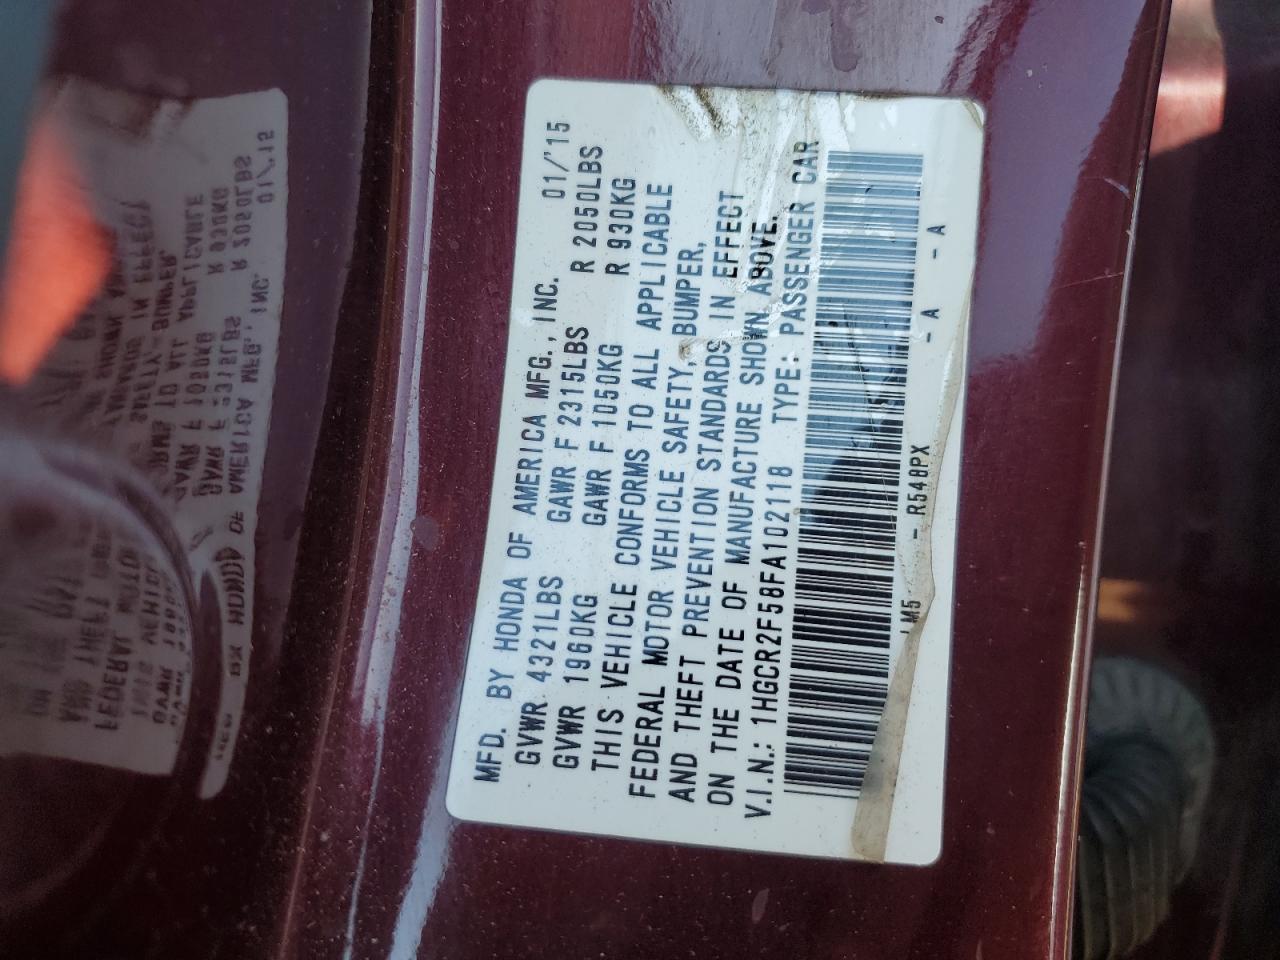 MFD. BY HONDA OF AMERICA MFG., INC. 01/'15
GVWR 4321LBS GAWR F 2315LBS R 2050LBS
GVWR 1960KG GAWR F 1050KG R 930KG
THIS VEHICLE CONFORMS TO ALL APPLICABLE
FEDERAL MOTOR VEHICLE SAFETY, BUMPER,
AND THEFT PREVENTION STANDARDS IN EFFECT
ON THE DATE OF MANUFACTURE SHOWN ABOVE.
V.I.N.: 1HGCR2F58FA102118 TYPE: PASSENGER CAR
LM5 - R548PX - A - A